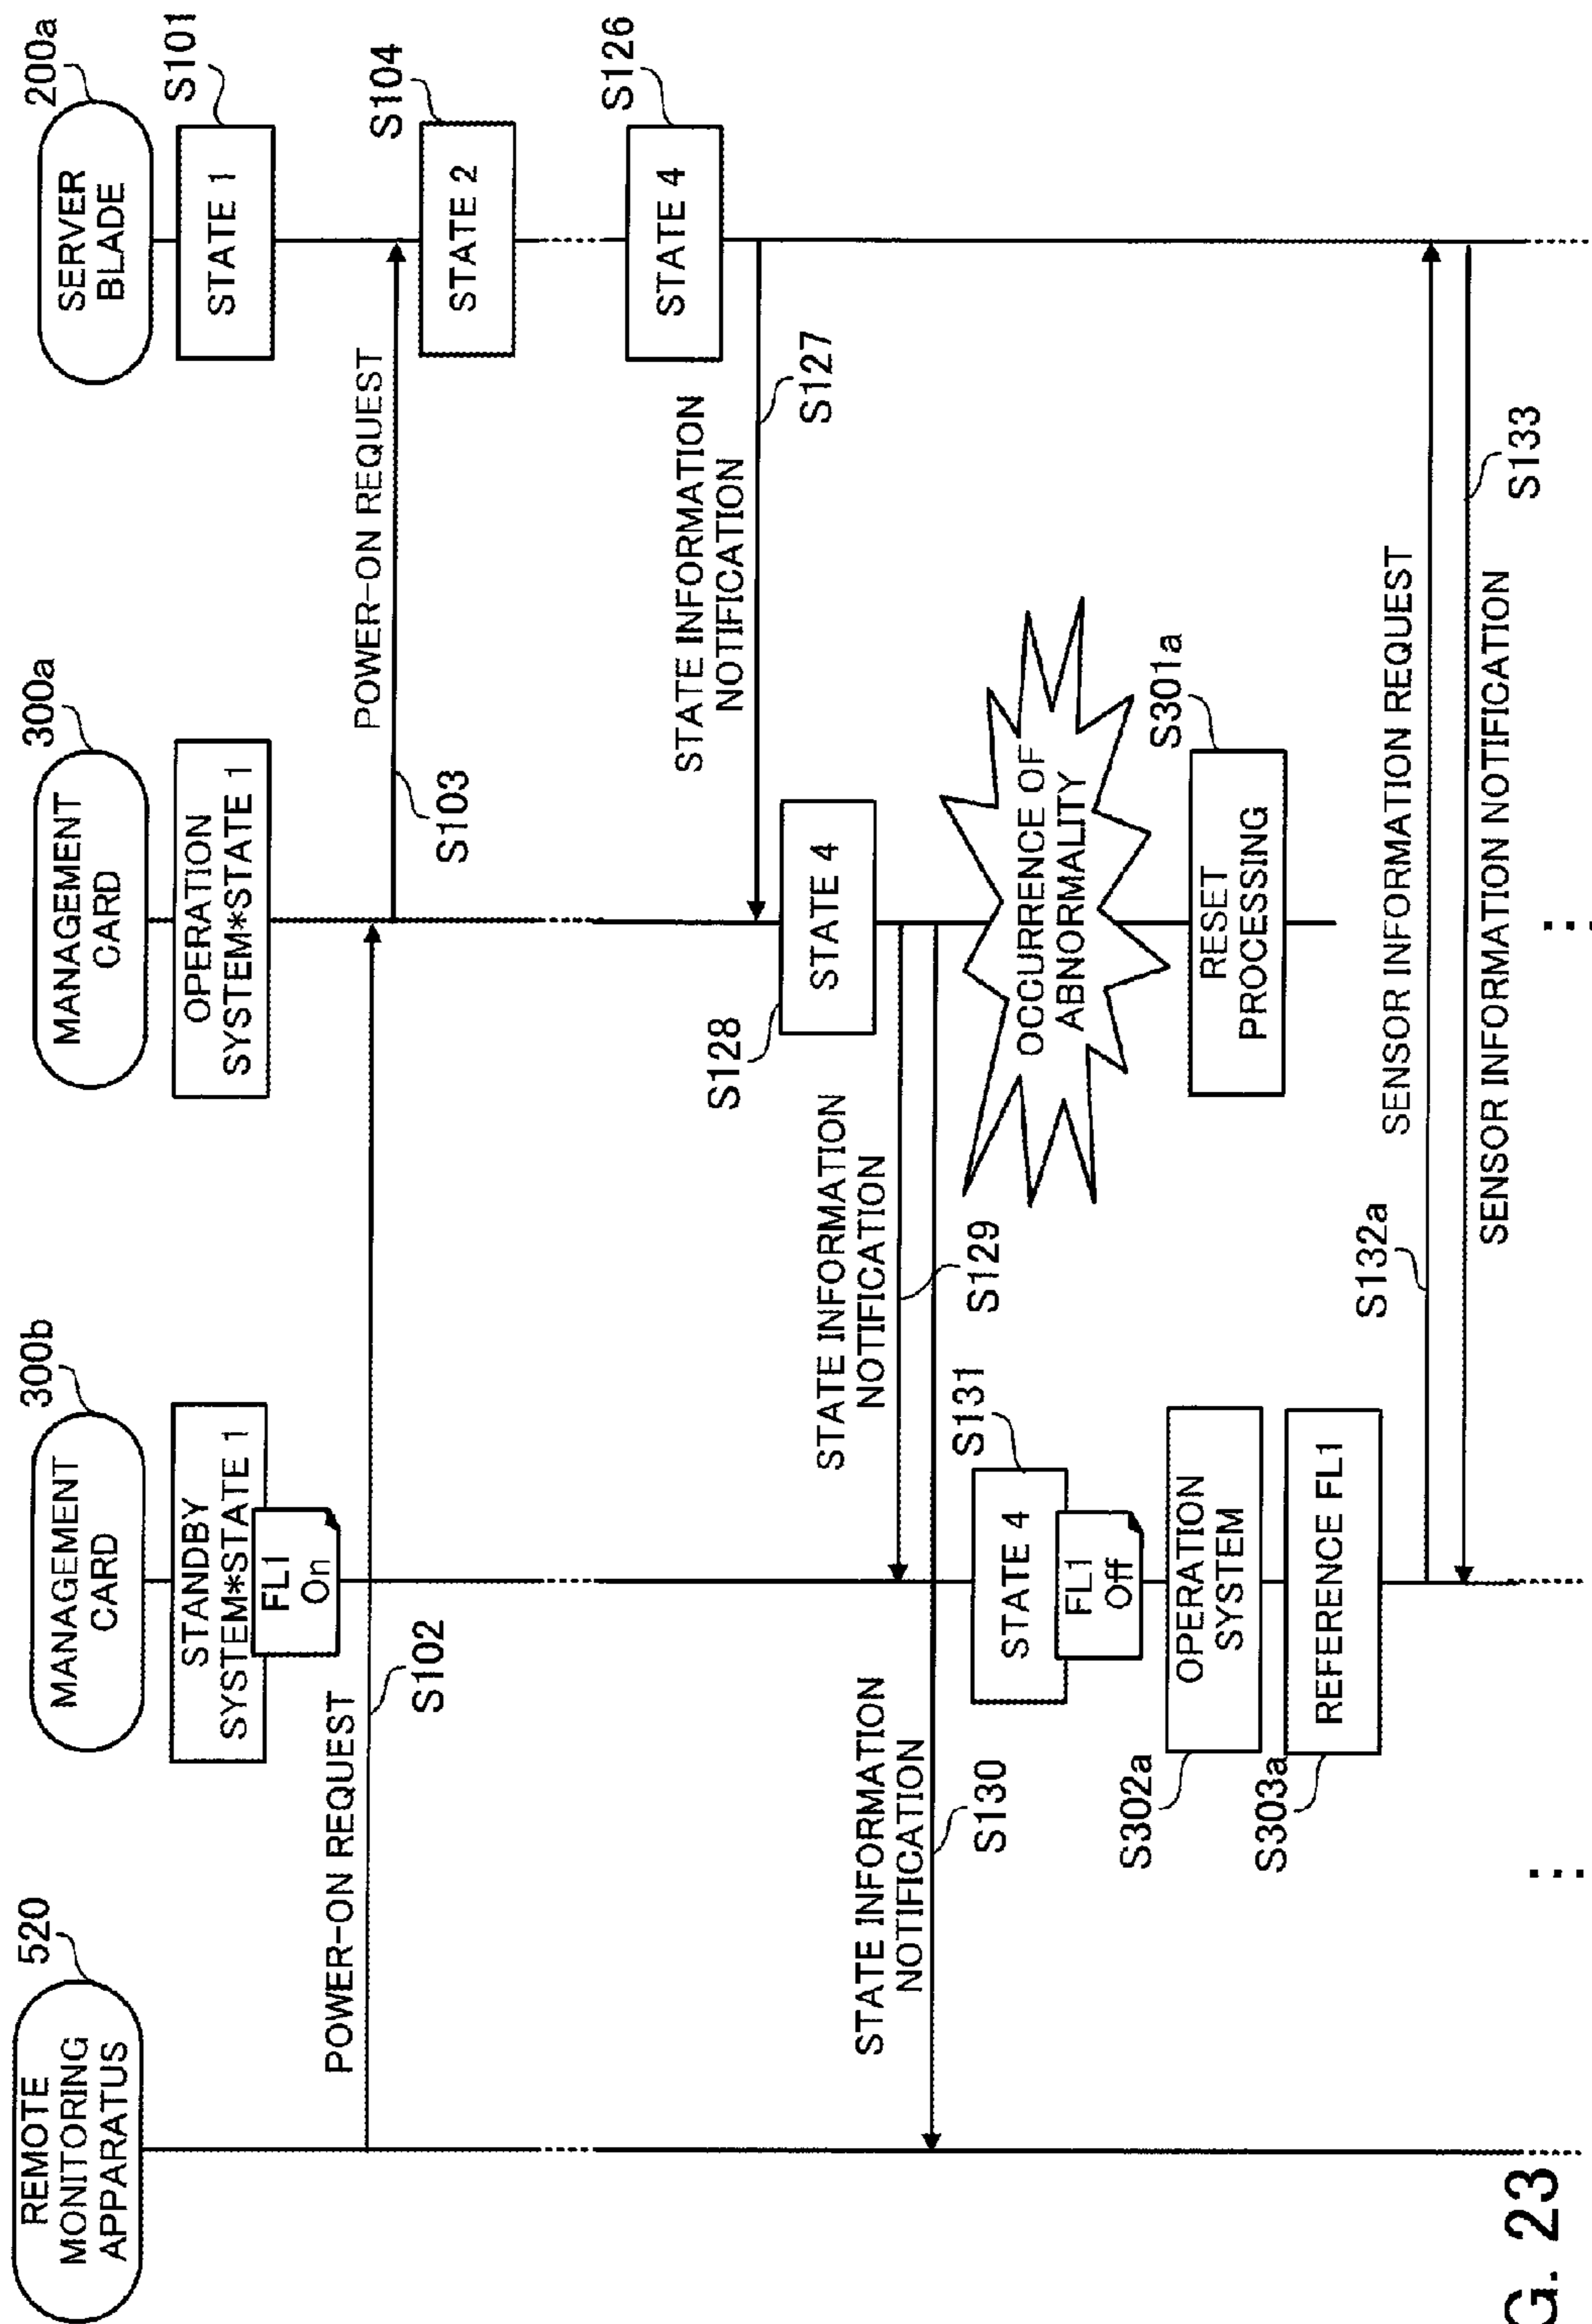 REMOTE
MONITORING
APPARATUS
520
MANAGEMENT
CARD
300b
MANAGEMENT
CARD
300a
SERVER
BLADE
200a
STANDBY
SYSTEM*STATE 1
FL1
On
OPERATION
SYSTEM*STATE 1
STATE 1
S101
POWER-ON REQUEST
S102
POWER-ON REQUEST
S103
STATE 2
S104
STATE 4
S126
STATE INFORMATION
NOTIFICATION
S127
STATE 4
S128
STATE INFORMATION
NOTIFICATION
S129
STATE INFORMATION
NOTIFICATION
S130
OCCURRENCE OF
ABNORMALITY
STATE 4
S131
FL1
Off
RESET
PROCESSING
S301a
OPERATION
SYSTEM
S302a
REFERENCE FL1
S303a
SENSOR INFORMATION REQUEST
S132a
SENSOR INFORMATION NOTIFICATION
S133
G. 23